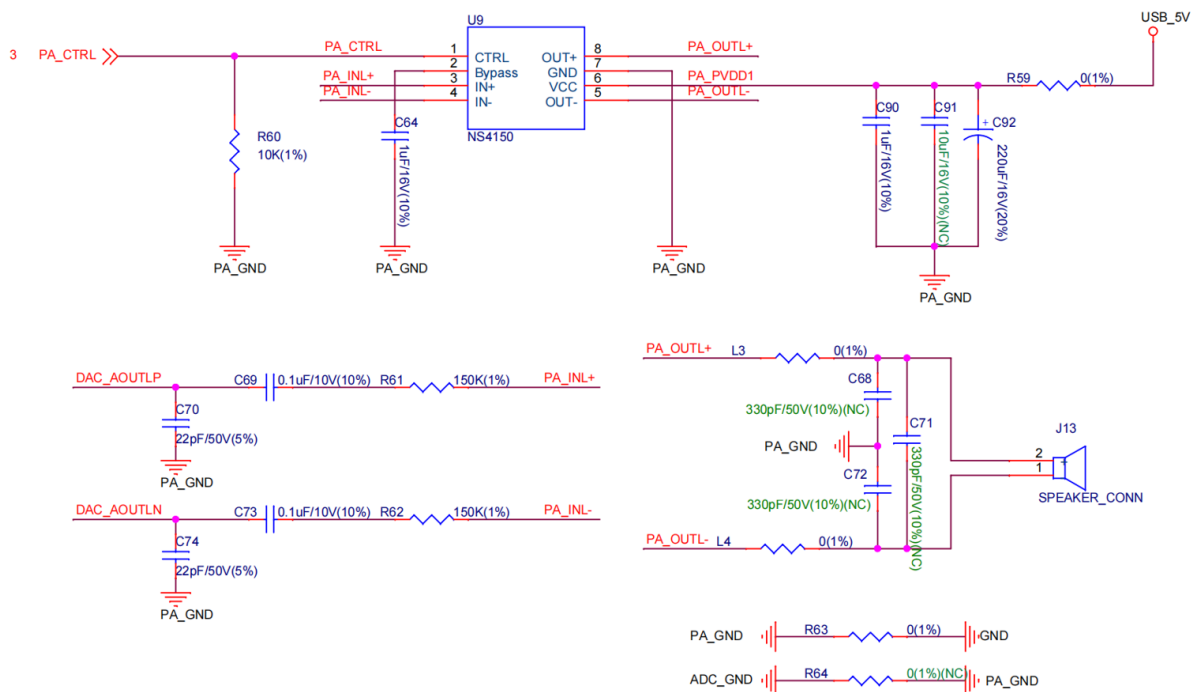 USB_5V
U9
3 PA_CTRL
PA_CTRL 1 CTRL OUT+ 8 PA_OUTL+
2 Bypass GND 7
PA_INL+ 3 IN+ VCC 6 PA_PVDD1 R59 0(1%)
PA_INL- 4 IN- OUT- 5 PA_OUTL-
NS4150
R60
10K(1%)
C64
1uF/16V(10%)
C90
1uF/16V(10%)
C91
10uF/16V(10%)(NC)
+ C92
220uF/16V(20%)
PA_GND
PA_GND
PA_GND
PA_GND
DAC_AOUTLP C69 0.1uF/10V(10%) R61 150K(1%) PA_INL+
C70
22pF/50V(5%)
PA_GND
DAC_AOUTLN C73 0.1uF/10V(10%) R62 150K(1%) PA_INL-
C74
22pF/50V(5%)
PA_GND
PA_OUTL+ L3 0(1%)
C68
330pF/50V(10%)(NC)
C71
330pF/50V(10%)(NC)
PA_GND
C72
330pF/50V(10%)(NC)
PA_OUTL- L4 0(1%)
J13
2
1
+
SPEAKER_CONN
PA_GND R63 0(1%) GND
ADC_GND R64 0(1%)(NC) PA_GND